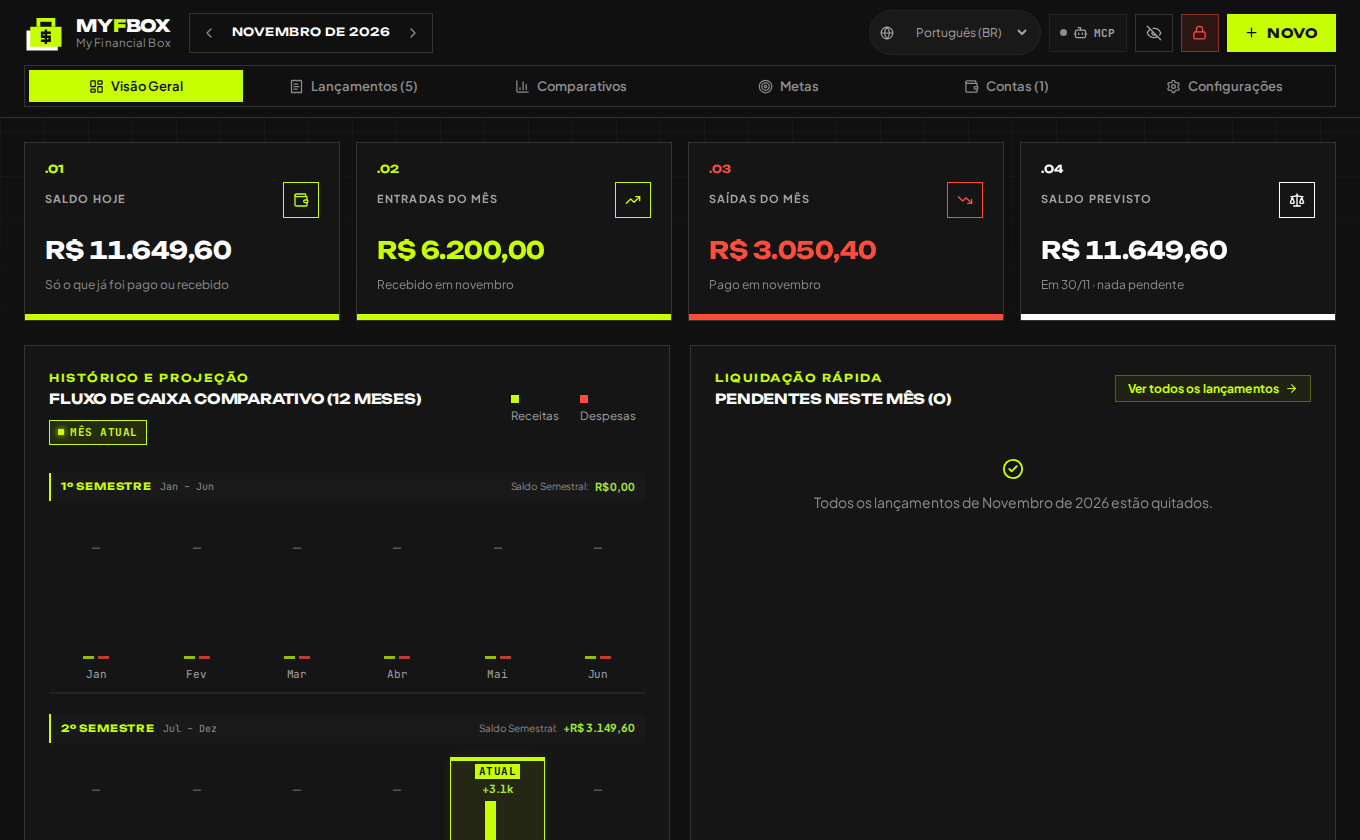 MYFBOX
My Financial Box
NOVEMBRO DE 2026
Português (BR)
MCP
+ NOVO
Visão Geral
Lançamentos (5)
Comparativos
Metas
Contas (1)
Configurações
.01
SALDO HOJE
R$ 11.649,60
Só o que já foi pago ou recebido
.02
ENTRADAS DO MÊS
R$ 6.200,00
Recebido em novembro
.03
SAÍDAS DO MÊS
R$ 3.050,40
Pago em novembro
.04
SALDO PREVISTO
R$ 11.649,60
Em 30/11 · nada pendente
HISTÓRICO E PROJEÇÃO
FLUXO DE CAIXA COMPARATIVO (12 MESES)
MÊS ATUAL
Receitas
Despesas
1º SEMESTRE Jan – Jun
Saldo Semestral: R$ 0,00
— — — — — —
Jan Fev Mar Abr Mai Jun
2º SEMESTRE Jul – Dez
Saldo Semestral: +R$ 3.149,60
ATUAL
— — — — +3.1k —
LIQUIDAÇÃO RÁPIDA
PENDENTES NESTE MÊS (0)
Ver todos os lançamentos →
Todos os lançamentos de Novembro de 2026 estão quitados.